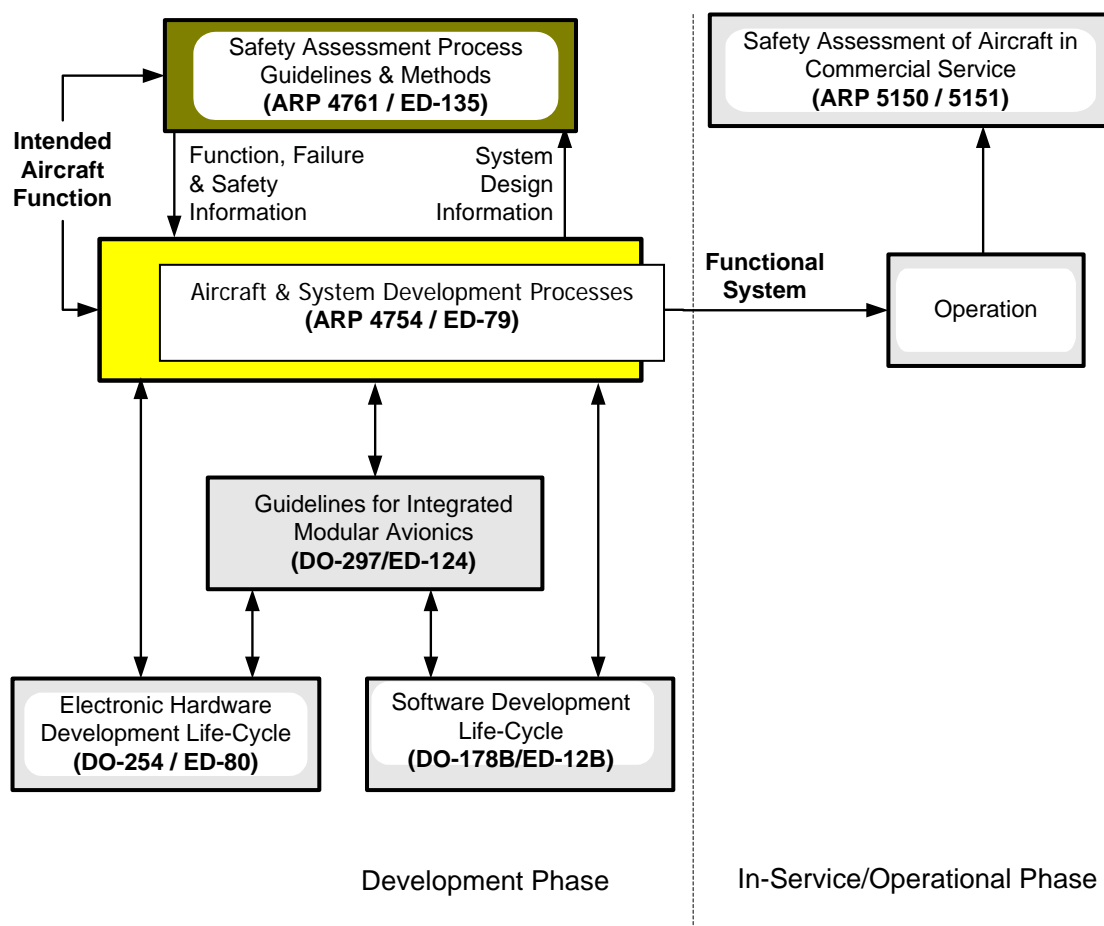 Safety Assessment Process
Guidelines & Methods
(ARP 4761 / ED-135)
Safety Assessment of Aircraft in
Commercial Service
(ARP 5150 / 5151)
Intended
Aircraft
Function
Function, Failure
& Safety
Information
System
Design
Information
Aircraft & System Development Processes
(ARP 4754 / ED-79)
Functional
System
Operation
Guidelines for Integrated
Modular Avionics
(DO-297/ED-124)
Electronic Hardware
Development Life-Cycle
(DO-254 / ED-80)
Software Development
Life-Cycle
(DO-178B/ED-12B)
Development Phase
In-Service/Operational Phase